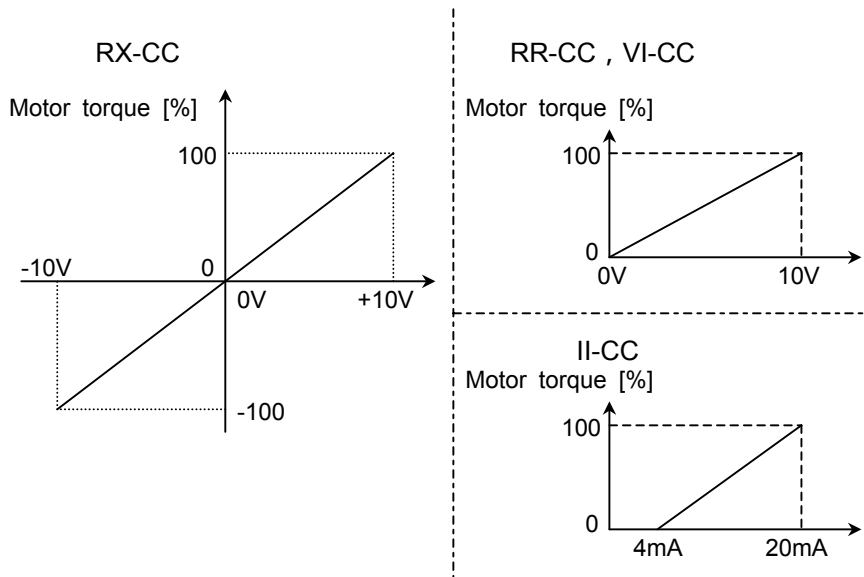 RX-CC
Motor torque [%]
100
-10V
0
0V
+10V
-100
RR-CC , VI-CC
Motor torque [%]
100
0
0V
10V
II-CC
Motor torque [%]
100
0
4mA
20mA